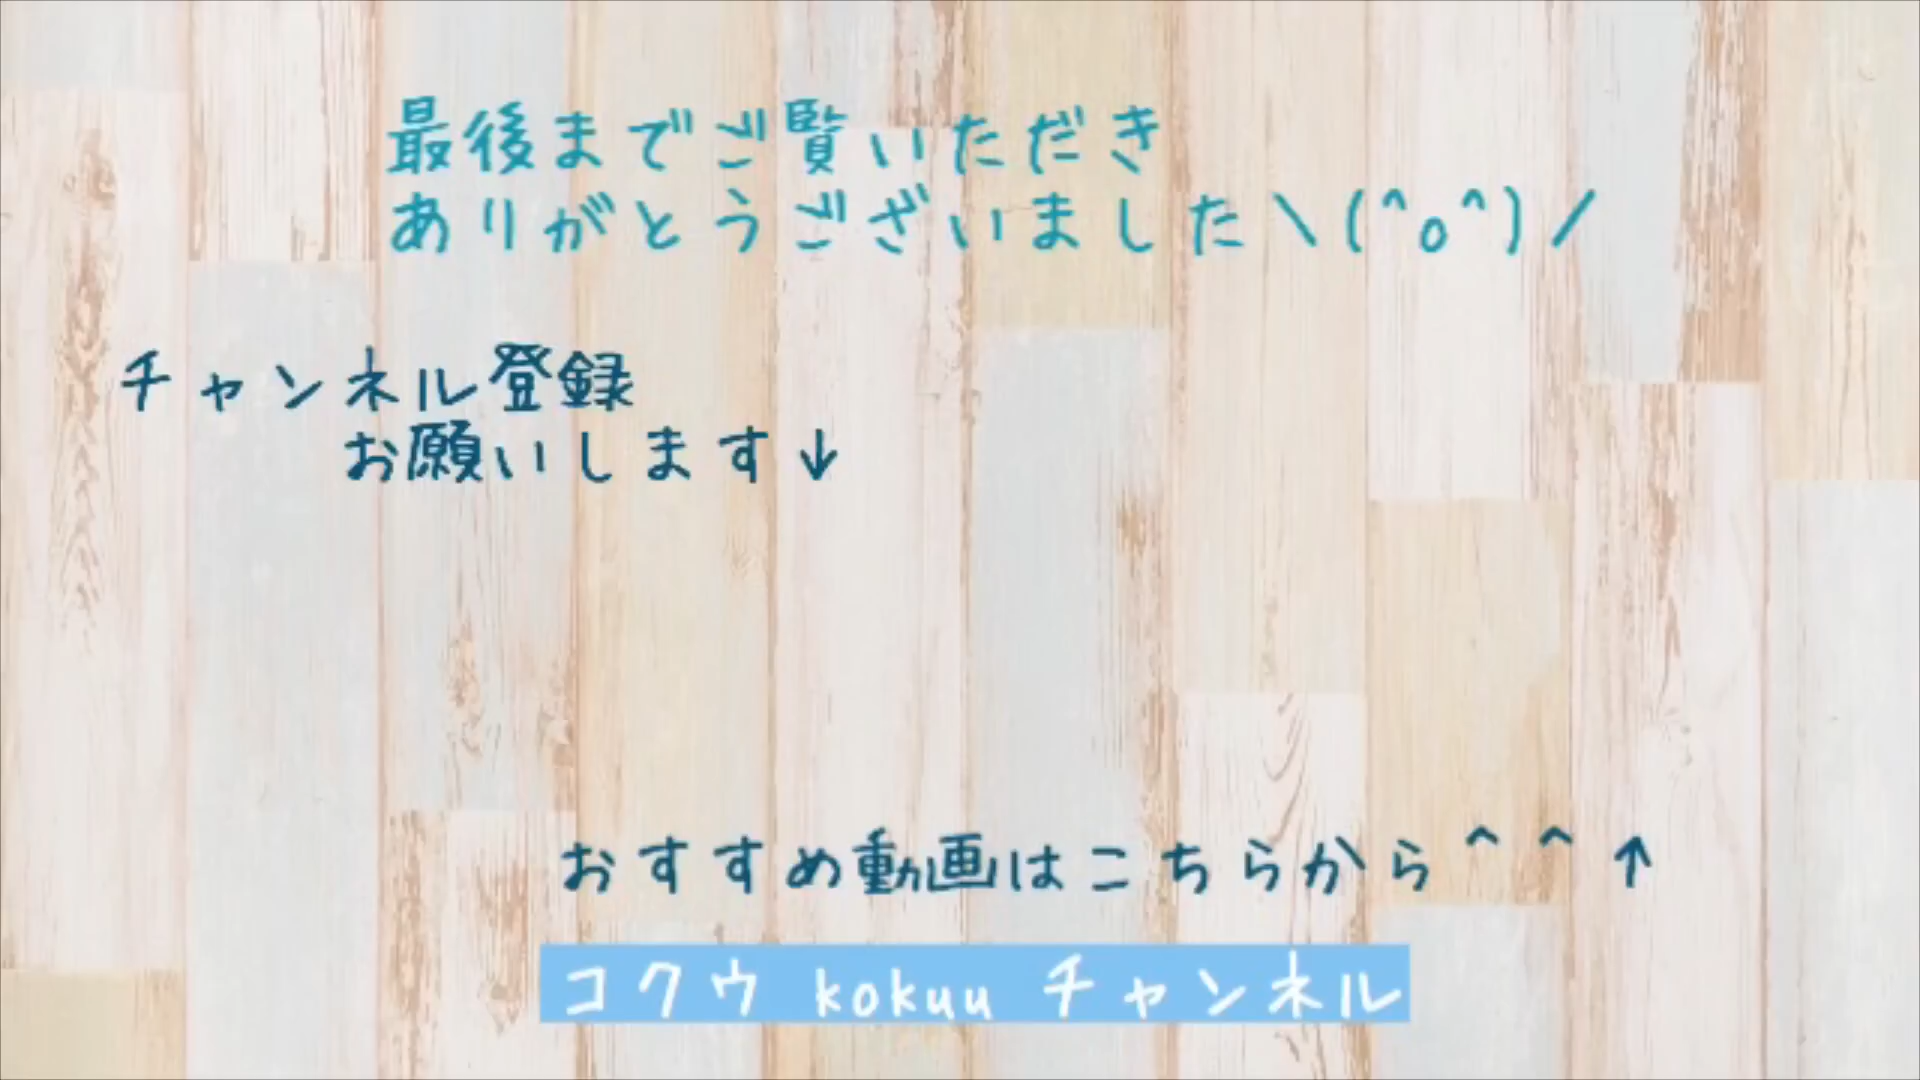 最後までご覧いただき
ありがとうございました＼(^o^)／
チャンネル登録
お願いします↓
おすすめ動画はこちらから＾＾↑
コクウ kokuu チャンネル